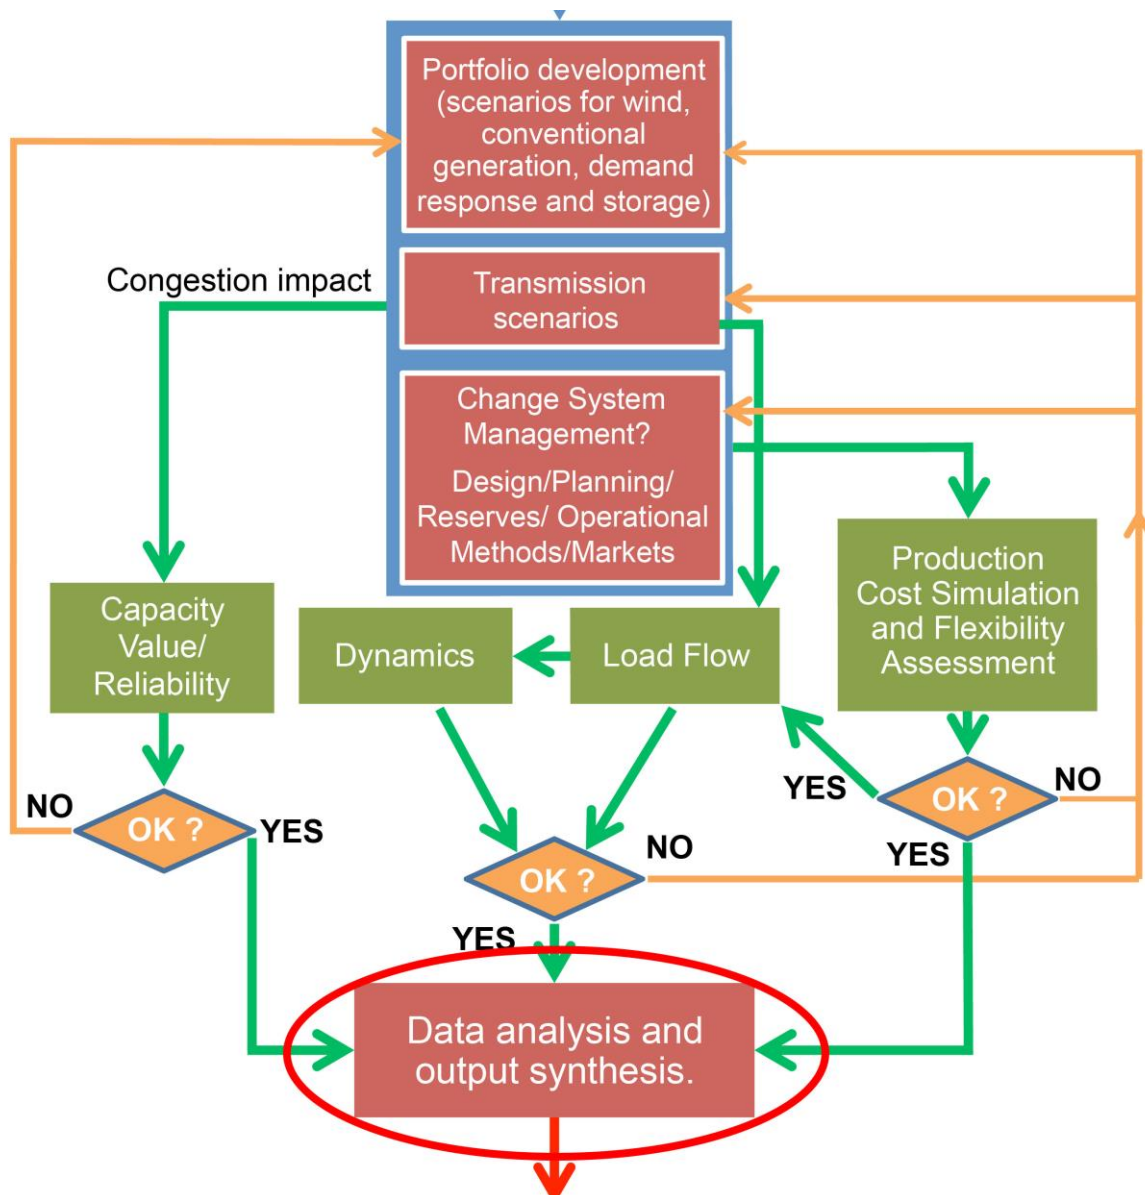 Portfolio development
(scenarios for wind,
conventional
generation, demand
response and storage)
Congestion impact
Transmission
scenarios
Change System
Management?
Design/Planning/
Reserves/ Operational
Methods/Markets
Production
Cost Simulation
and Flexibility
Assessment
Capacity
Value/
Reliability
Dynamics
Load Flow
NO
OK ?
YES
YES
OK ?
NO
YES
OK ?
NO
YES
Data analysis and
output synthesis.